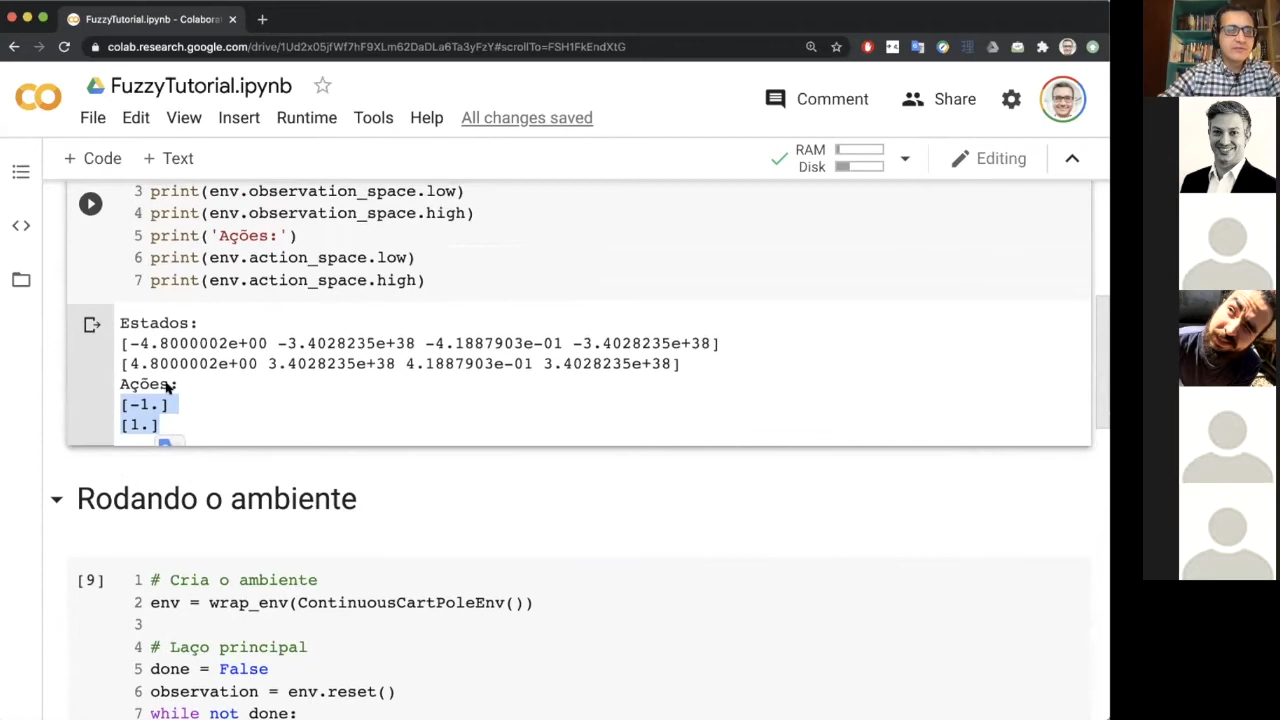 FuzzyTutorial.ipynb - Colabora
colab.research.google.com/drive/1Ud2x05jfWf7hF9XLm62DaDLa6Ta3yFzY#scrollTo=FSH1FkEndXtG
FuzzyTutorial.ipynb
Comment
Share
File Edit View Insert Runtime Tools Help All changes saved
+ Code + Text
RAM
Disk
Editing
3 print(env.observation_space.low)
4 print(env.observation_space.high)
5 print('Ações:')
6 print(env.action_space.low)
7 print(env.action_space.high)
Estados:
[-4.8000002e+00 -3.4028235e+38 -4.1887903e-01 -3.4028235e+38]
[4.8000002e+00 3.4028235e+38 4.1887903e-01 3.4028235e+38]
Ações:
[-1.]
[1.]
Rodando o ambiente
[9]
1 # Cria o ambiente
2 env = wrap_env(ContinuousCartPoleEnv())
3
4 # Laço principal
5 done = False
6 observation = env.reset()
7 while not done: